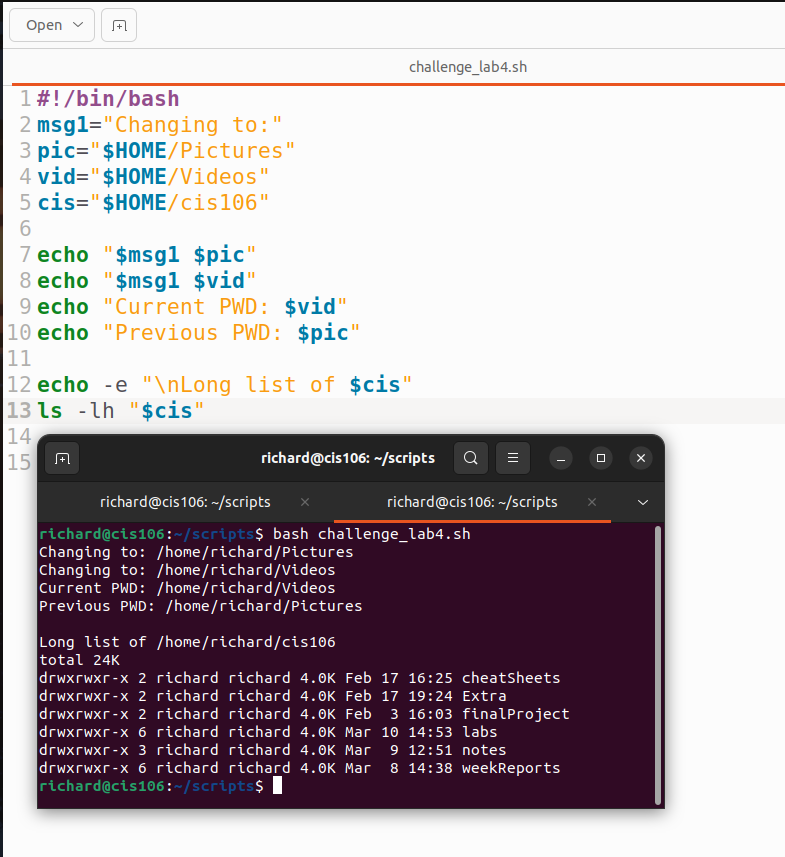 Open
challenge_lab4.sh
1 #!/bin/bash
2 msg1="Changing to:"
3 pic="$HOME/Pictures"
4 vid="$HOME/Videos"
5 cis="$HOME/cis106"
6
7 echo "$msg1 $pic"
8 echo "$msg1 $vid"
9 echo "Current PWD: $vid"
10 echo "Previous PWD: $pic"
11
12 echo -e "\nLong list of $cis"
13 ls -lh "$cis"
14
15
richard@cis106: ~/scripts
richard@cis106: ~/scripts × richard@cis106: ~/scripts ×
richard@cis106:~/scripts$ bash challenge_lab4.sh
Changing to: /home/richard/Pictures
Changing to: /home/richard/Videos
Current PWD: /home/richard/Videos
Previous PWD: /home/richard/Pictures

Long list of /home/richard/cis106
total 24K
drwxrwxr-x 2 richard richard 4.0K Feb 17 16:25 cheatSheets
drwxrwxr-x 2 richard richard 4.0K Feb 17 19:24 Extra
drwxrwxr-x 2 richard richard 4.0K Feb  3 16:03 finalProject
drwxrwxr-x 6 richard richard 4.0K Mar 10 14:53 labs
drwxrwxr-x 3 richard richard 4.0K Mar  9 12:51 notes
drwxrwxr-x 6 richard richard 4.0K Mar  8 14:38 weekReports
richard@cis106:~/scripts$